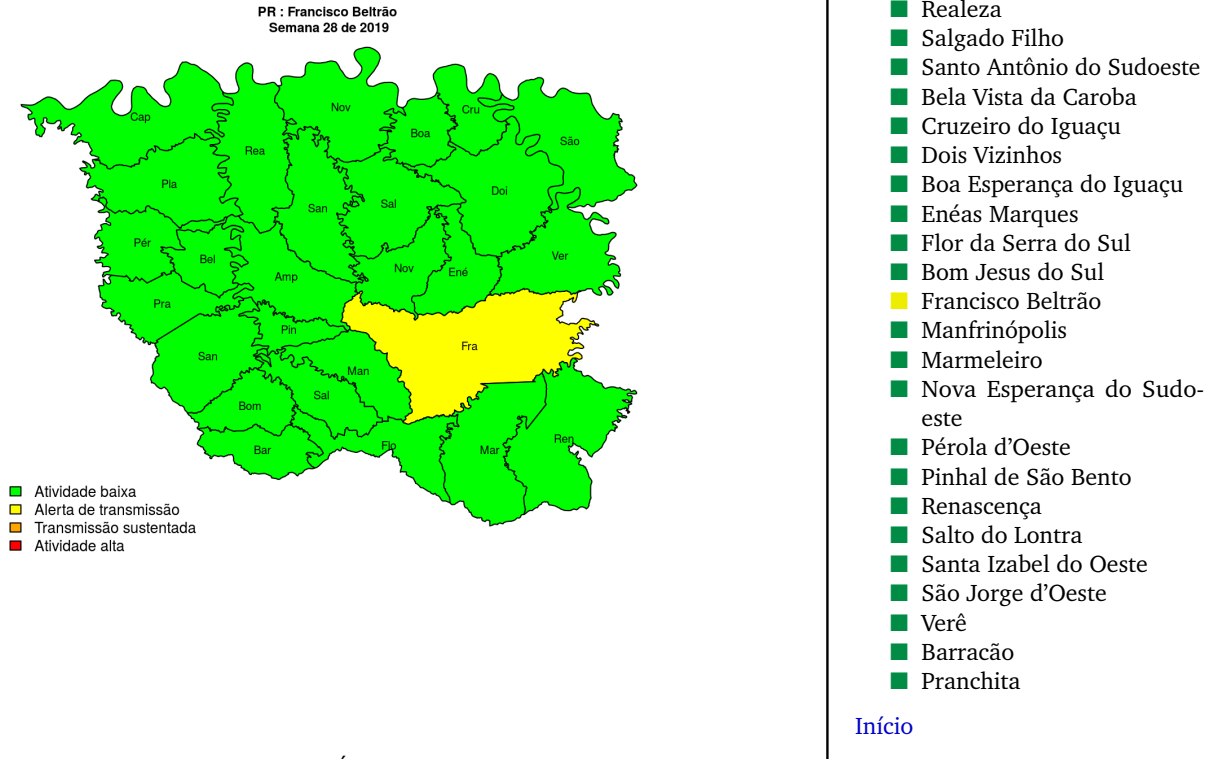 PR : Francisco Beltrão
Semana 28 de 2019
Cap
Nov
Cru
Boa
São
Rea
Pla
Doi
San
Sal
Pér
Bel
Ver
Nov
Ené
Amp
Pra
Pin
Fra
San
Man
Sal
Bom
Flo
Ren
Bar
Mar
Atividade baixa
Alerta de transmissão
Transmissão sustentada
Atividade alta
Realeza
Salgado Filho
Santo Antônio do Sudoeste
Bela Vista da Caroba
Cruzeiro do Iguaçu
Dois Vizinhos
Boa Esperança do Iguaçu
Enéas Marques
Flor da Serra do Sul
Bom Jesus do Sul
Francisco Beltrão
Manfrinópolis
Marmeleiro
Nova Esperança do Sudo-
este
Pérola d'Oeste
Pinhal de São Bento
Renascença
Salto do Lontra
Santa Izabel do Oeste
São Jorge d'Oeste
Verê
Barracão
Pranchita
Início